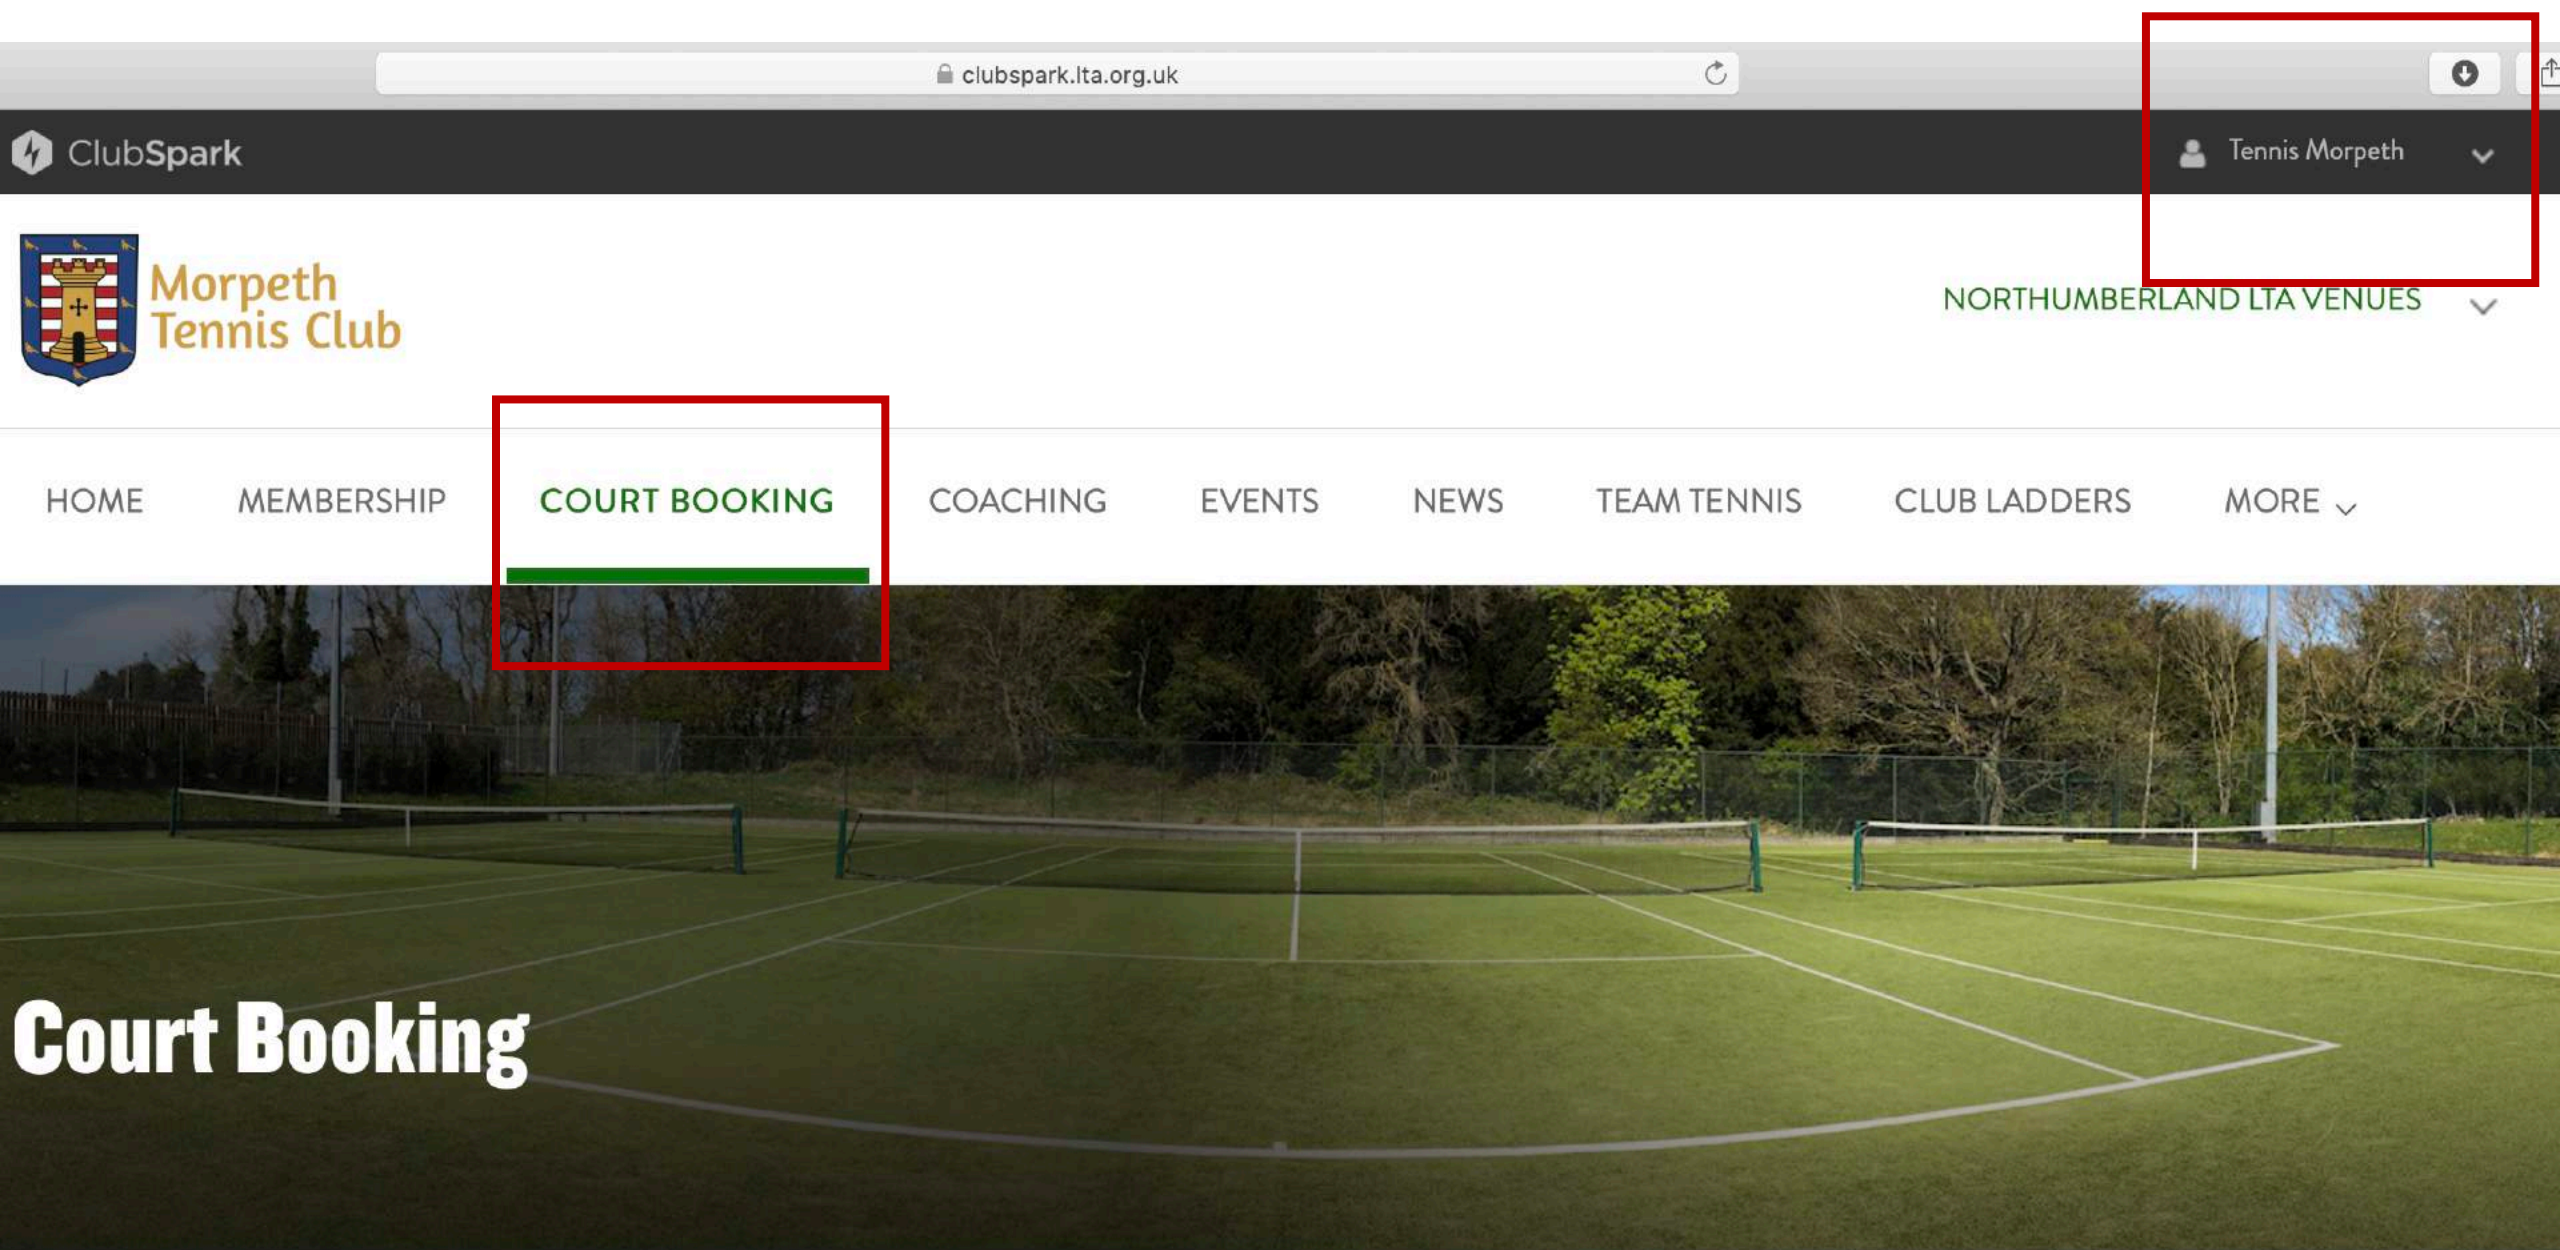 clubspark.lta.org.uk
ClubSpark
Tennis Morpeth
Morpeth
Tennis Club
NORTHUMBERLAND LTA VENUES
HOME MEMBERSHIP COURT BOOKING COACHING EVENTS NEWS TEAM TENNIS CLUB LADDERS MORE
Court Booking